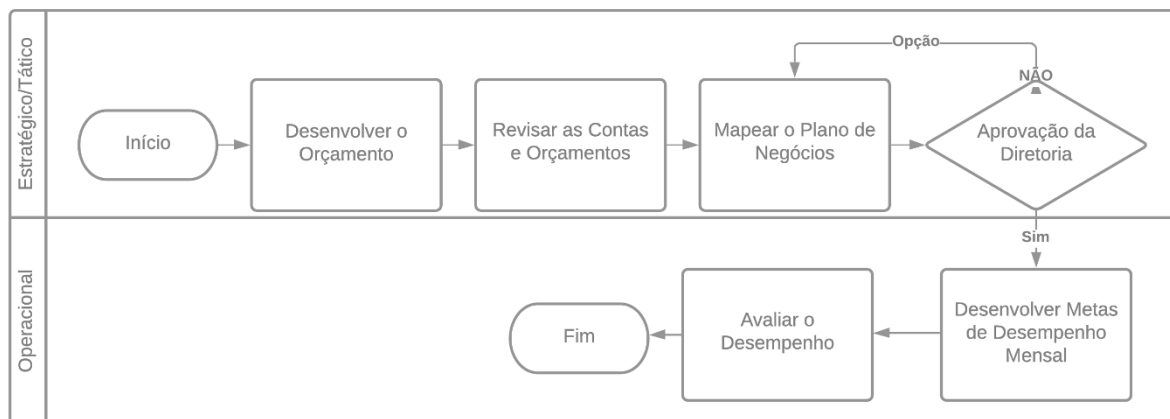 Estratégico/Tático
Opção
NÃO
Início
Desenvolver o
Orçamento
Revisar as Contas
e Orçamentos
Mapear o Plano de
Negócios
Aprovação da
Diretoria
Sim
Operacional
Fim
Avaliar o
Desempenho
Desenvolver Metas
de Desempenho
Mensal